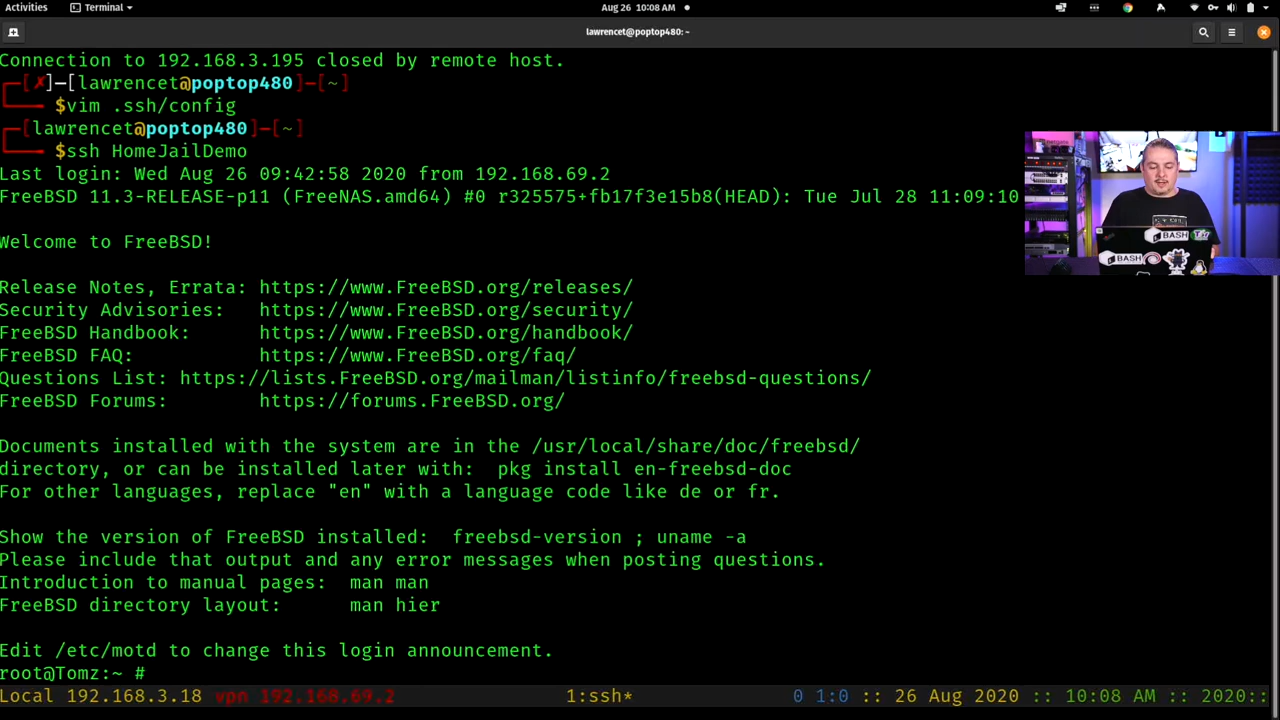 Activities
Terminal
Aug 26 10:08 AM
lawrencet@poptop480: ~
Connection to 192.168.3.195 closed by remote host.
┌─[✗]─[lawrencet@poptop480]─[~]
└──╼ $vim .ssh/config
┌─[lawrencet@poptop480]─[~]
└──╼ $ssh HomeJailDemo
Last login: Wed Aug 26 09:42:58 2020 from 192.168.69.2
FreeBSD 11.3-RELEASE-p11 (FreeNAS.amd64) #0 r325575+fb17f3e15b8(HEAD): Tue Jul 28 11:09:10
Welcome to FreeBSD!
Release Notes, Errata: https://www.FreeBSD.org/releases/
Security Advisories:   https://www.FreeBSD.org/security/
FreeBSD Handbook:      https://www.FreeBSD.org/handbook/
FreeBSD FAQ:           https://www.FreeBSD.org/faq/
Questions List: https://lists.FreeBSD.org/mailman/listinfo/freebsd-questions/
FreeBSD Forums:        https://forums.FreeBSD.org/
Documents installed with the system are in the /usr/local/share/doc/freebsd/
directory, or can be installed later with:  pkg install en-freebsd-doc
For other languages, replace "en" with a language code like de or fr.
Show the version of FreeBSD installed:  freebsd-version ; uname -a
Please include that output and any error messages when posting questions.
Introduction to manual pages:  man man
FreeBSD directory layout:      man hier
Edit /etc/motd to change this login announcement.
root@Tomz:~ #
Local 192.168.3.18 vpn 192.168.69.2 1:ssh* 0 1:0 :: 26 Aug 2020 :: 10:08 AM :: 2020::
BASH
BASH